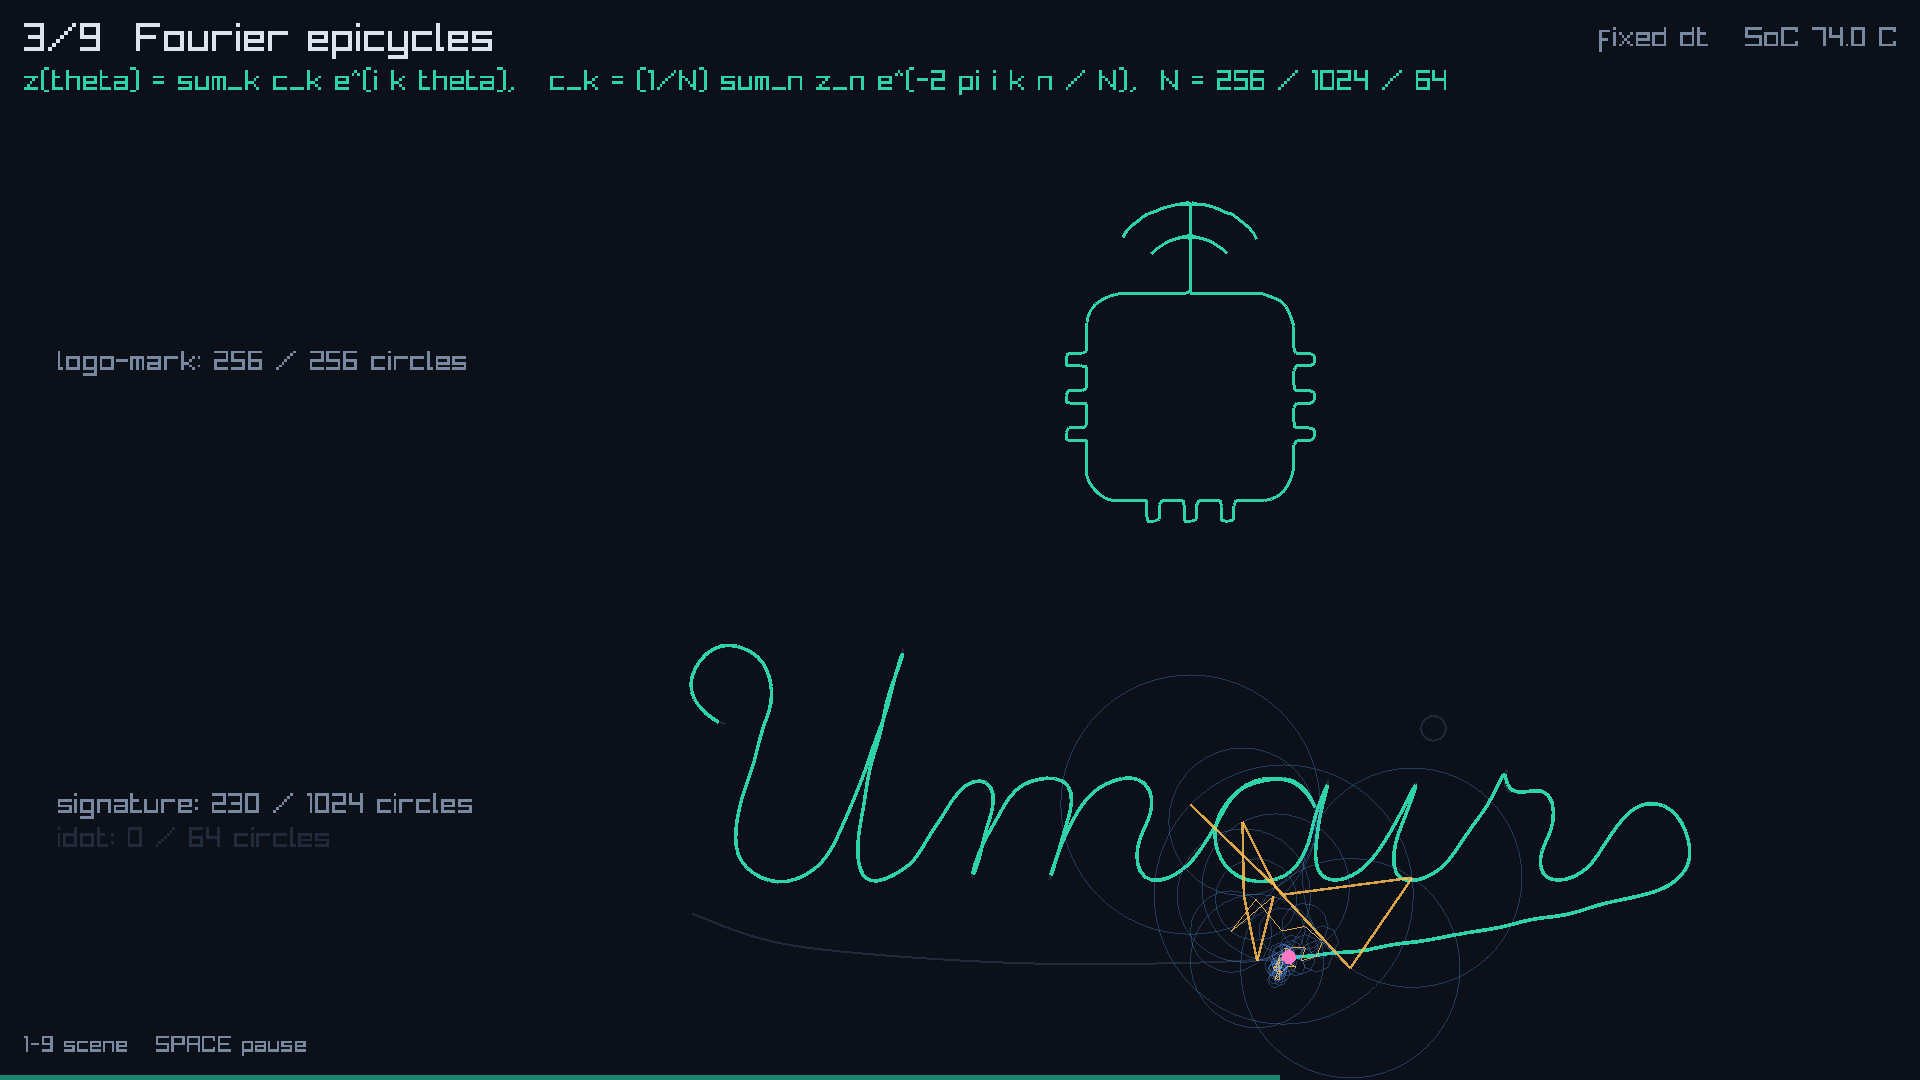 3/9 Fourier epicycles
Fixed dt SoC 74.0 C
z(theta) = sum_k c_k e^(i k theta), c_k = (1/N) sum_n z_n e^(-2 pi i k n / N), N = 256 / 1024 / 64
logo-mark: 256 / 256 circles
Umair
signature: 230 / 1024 circles
idot: 0 / 64 circles
1-9 scene SPACE pause